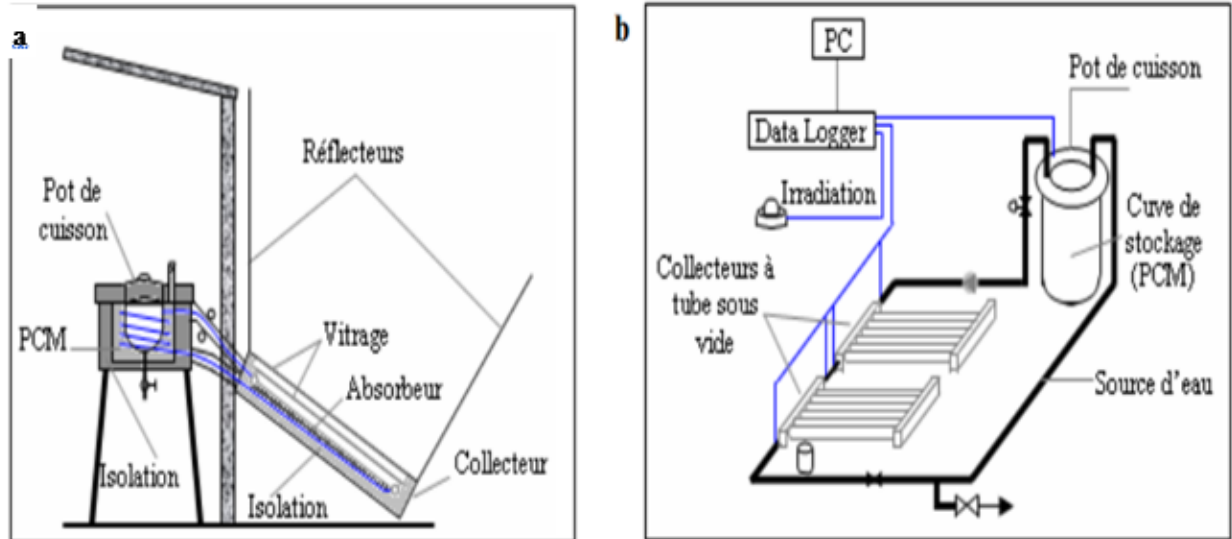 a
Réflecteurs
Pot de
cuisson
PCM
Vitrage
Absorbeur
Isolation
Collecteur
Isolation
b
PC
Pot de cuisson
Data Logger
Irradiation
Cuve de
stockage
(PCM)
Collecteurs à
tube sous
vide
Source d'eau